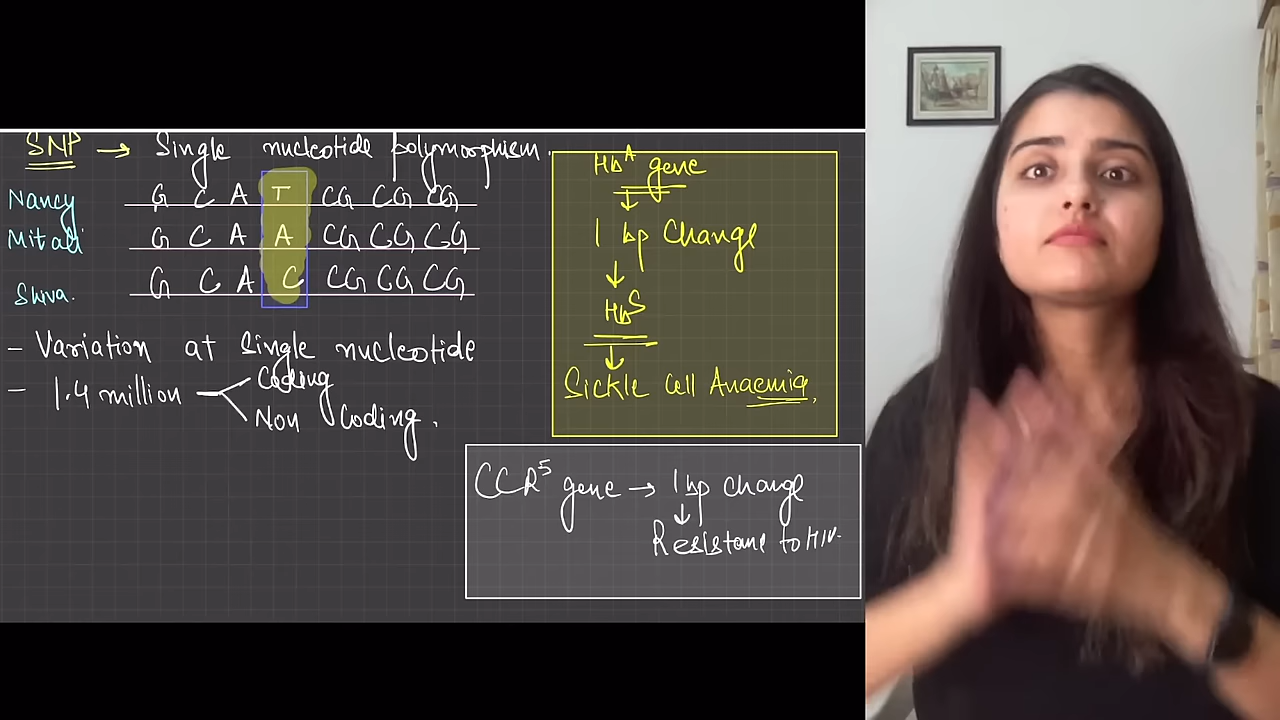 SNP → Single nucleotide polymorphism.
Nancy G C A T CG CG CG
Mitali G C A A CG CG CG
Shiva. G C A C CG CG CG
- Variation at Single nucleotide
- 1.4 million Coding
Non Coding.
HbA gene
↓
1 bp Change
↓
HbS
↓
Sickle Cell Anaemia.
CCR5 gene → 1bp change
↓
Resistane to HIV.